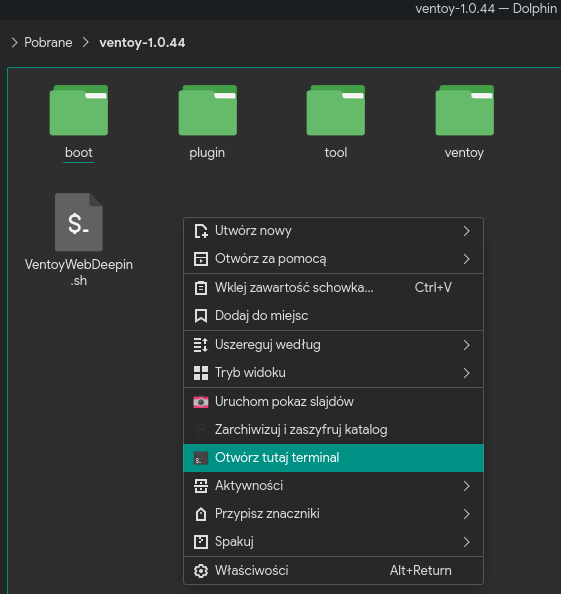 ventoy-1.0.44 — Dolphin
Pobrane ventoy-1.0.44
boot plugin tool ventoy
$_
VentoyWebDeepin
.sh
Utwórz nowy
Otwórz za pomocą
Wklej zawartość schowka... Ctrl+V
Dodaj do miejsc
Uszereguj według
Tryb widoku
Uruchom pokaz slajdów
Zarchiwizuj i zaszyfruj katalog
Otwórz tutaj terminal
Aktywności
Przypisz znaczniki
Spakuj
Właściwości Alt+Return